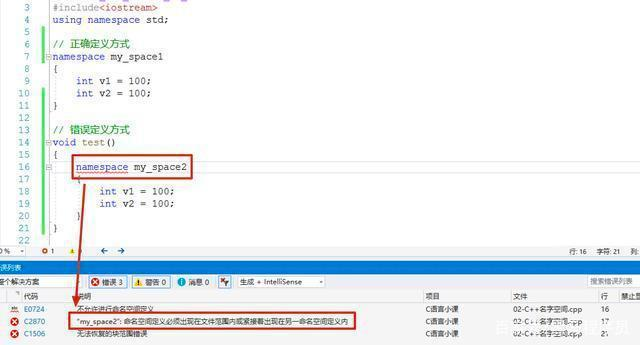 3 #include<iostream>
4 using namespace std;
5
6 // 正确定义方式
7 namespace my_space1
8 {
9 int v1 = 100;
10 int v2 = 100;
11 }
12
13 // 错误定义方式
14 void test()
15 {
16 namespace my_space2
17 {
18 int v1 = 100;
19 int v2 = 100;
20 }
21 }
22
0 % 1 行: 16 字符: 21 空格
错误列表
整个解决方案 错误 3 警告 0 消息 0 生成 + IntelliSense 搜索错误列表
代码 说明 项目 文件 行 禁止显
E0724 不允许进行命名空间定义 C语言小课 02-C++名字空间.cpp 16
C2870 "my_space2": 命名空间定义必须出现在文件范围内或紧接着出现在另一命名空间定义内 C语言小课 02-C++名字空间.cpp 17
C1506 无法恢复的块范围错误 C语言小课 02-C++名字空间.cpp 21